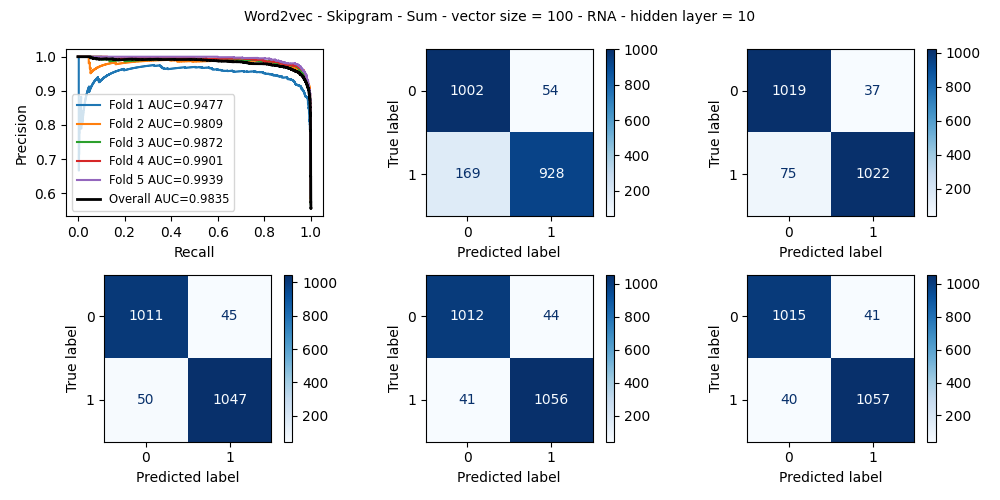 Word2vec - Skipgram - Sum - vector size = 100 - RNA - hidden layer = 10
1.0
0.9
0.8
0.7
0.6
Precision
Fold 1 AUC=0.9477
Fold 2 AUC=0.9809
Fold 3 AUC=0.9872
Fold 4 AUC=0.9901
Fold 5 AUC=0.9939
Overall AUC=0.9835
0.0 0.2 0.4 0.6 0.8 1.0
Recall
True label
0
1
1002 54
169 928
0 1
Predicted label
1000
800
600
400
200
True label
0
1
1019 37
75 1022
0 1
Predicted label
1000
800
600
400
200
True label
0
1
1011 45
50 1047
0 1
Predicted label
1000
800
600
400
200
True label
0
1
1012 44
41 1056
0 1
Predicted label
1000
800
600
400
200
True label
0
1
1015 41
40 1057
0 1
Predicted label
1000
800
600
400
200